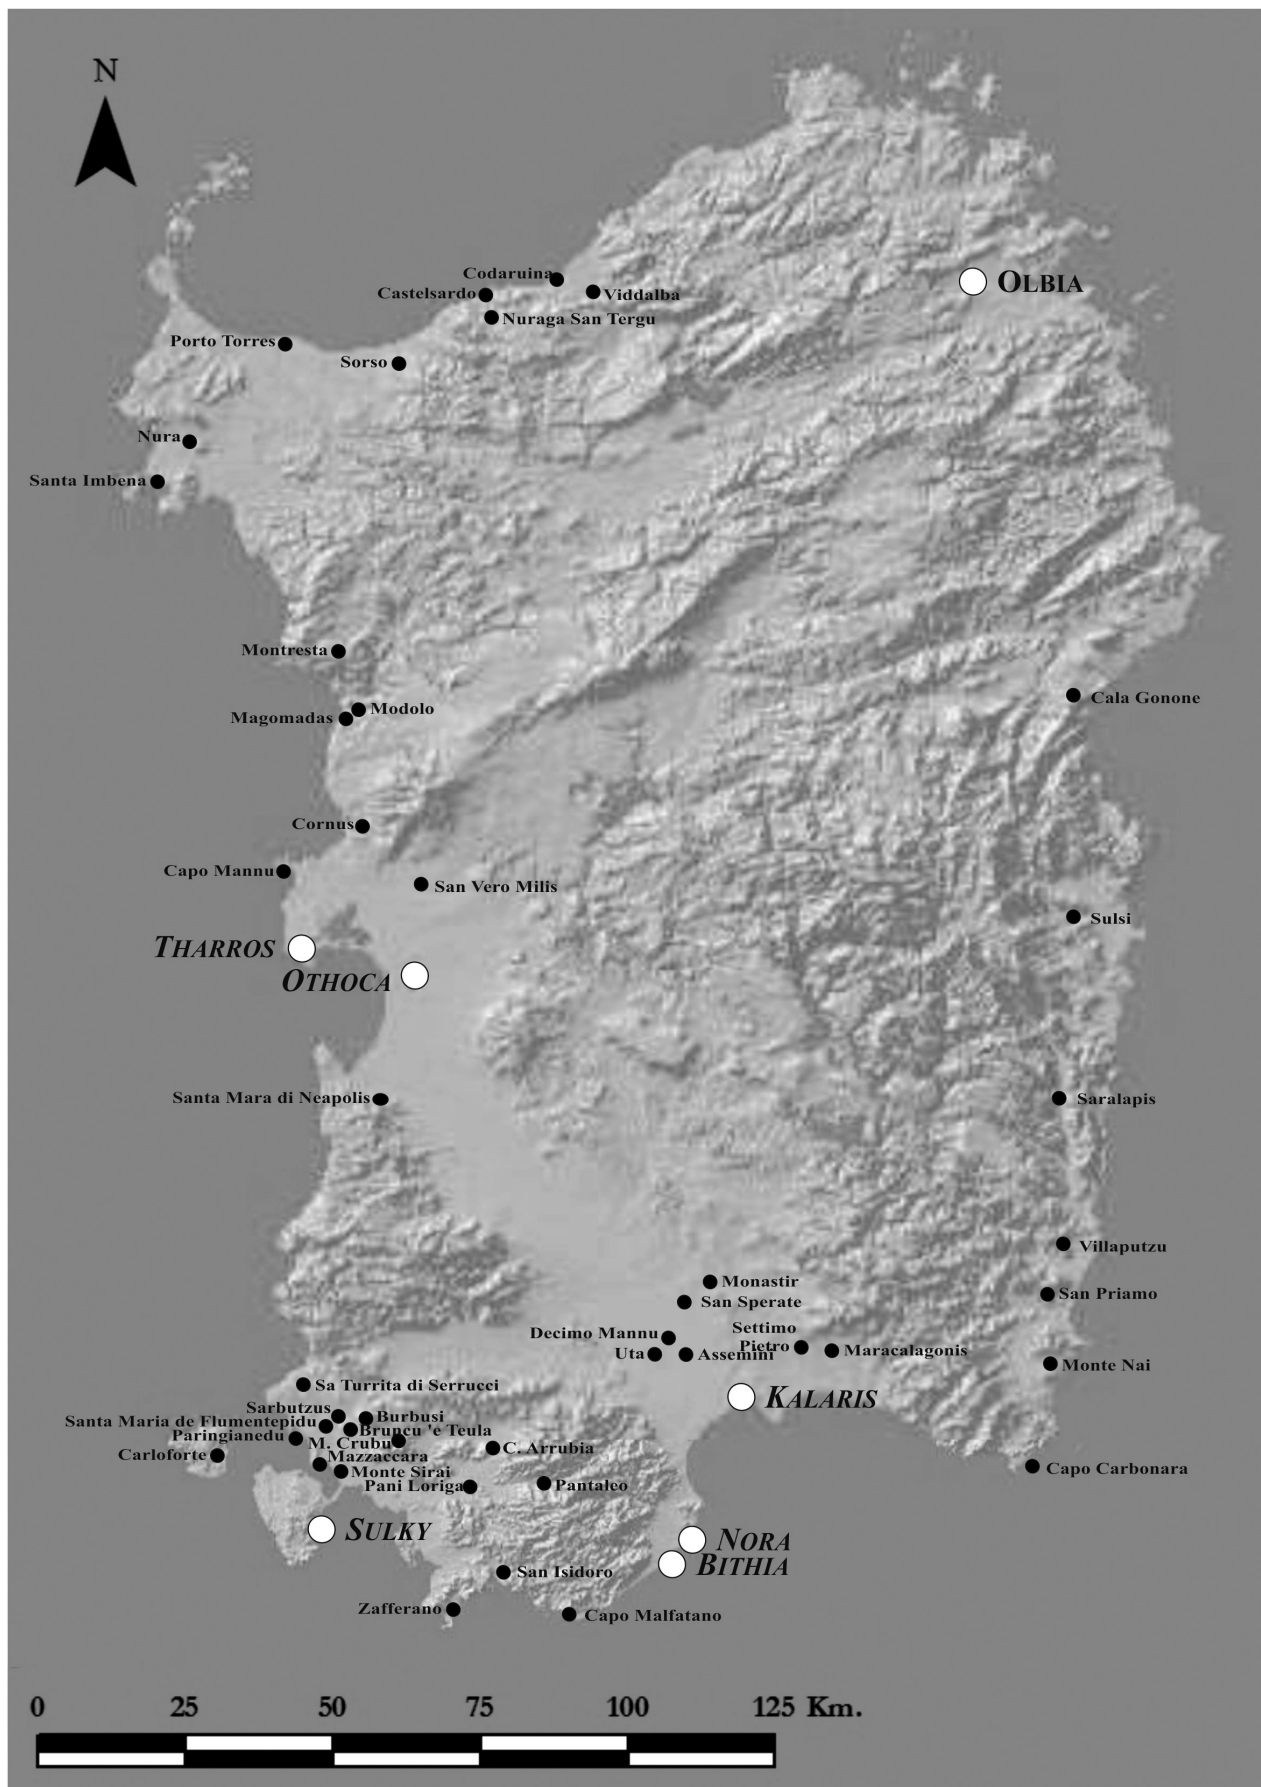 N
Codaruina
Castelsardo
Viddalba
OLBIA
Nuraga San Tergu
Porto Torres
Sorso
Nura
Santa Imbena
Montresta
Cala Gonone
Modolo
Magomadas
Cornus
Capo Mannu
San Vero Milis
Sulsi
THARROS
OTHOCA
Santa Mara di Neapolis
Saralapis
Villaputzu
Monastir
San Priamo
San Sperate
Decimo Mannu
Settimo
Pietro
Uta
Assemini
Maracalagonis
Monte Nai
Sa Turrita di Serrucci
KALARIS
Sarbutzus
Burbusi
Santa Maria de Flumentepidu
Bruncu 'e Teula
Paringianedu
M. Crubu
C. Arrubia
Carloforte
Mazzaccara
Monte Sirai
Capo Carbonara
Pani Loriga
Pantaleo
SULKY
NORA
BITHIA
San Isidoro
Zafferano
Capo Malfatano
0 25 50 75 100 125 Km.